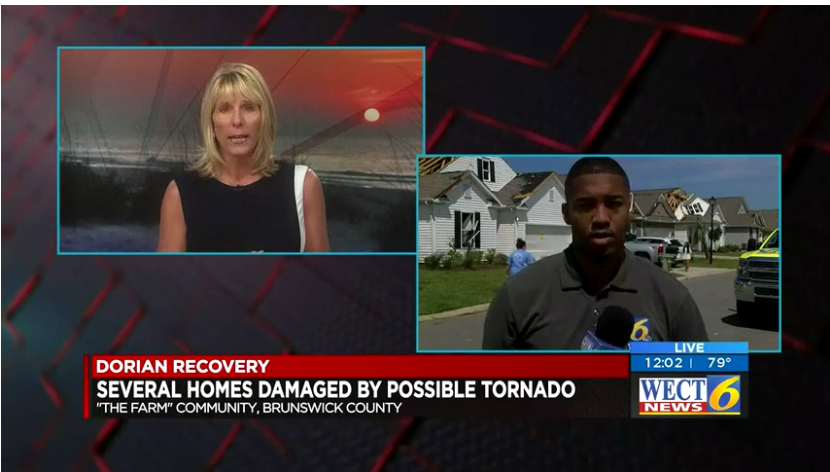 6
DORIAN RECOVERY
SEVERAL HOMES DAMAGED BY POSSIBLE TORNADO
"THE FARM" COMMUNITY, BRUNSWICK COUNTY
LIVE
12:02 | 79°
WECT 6
NEWS